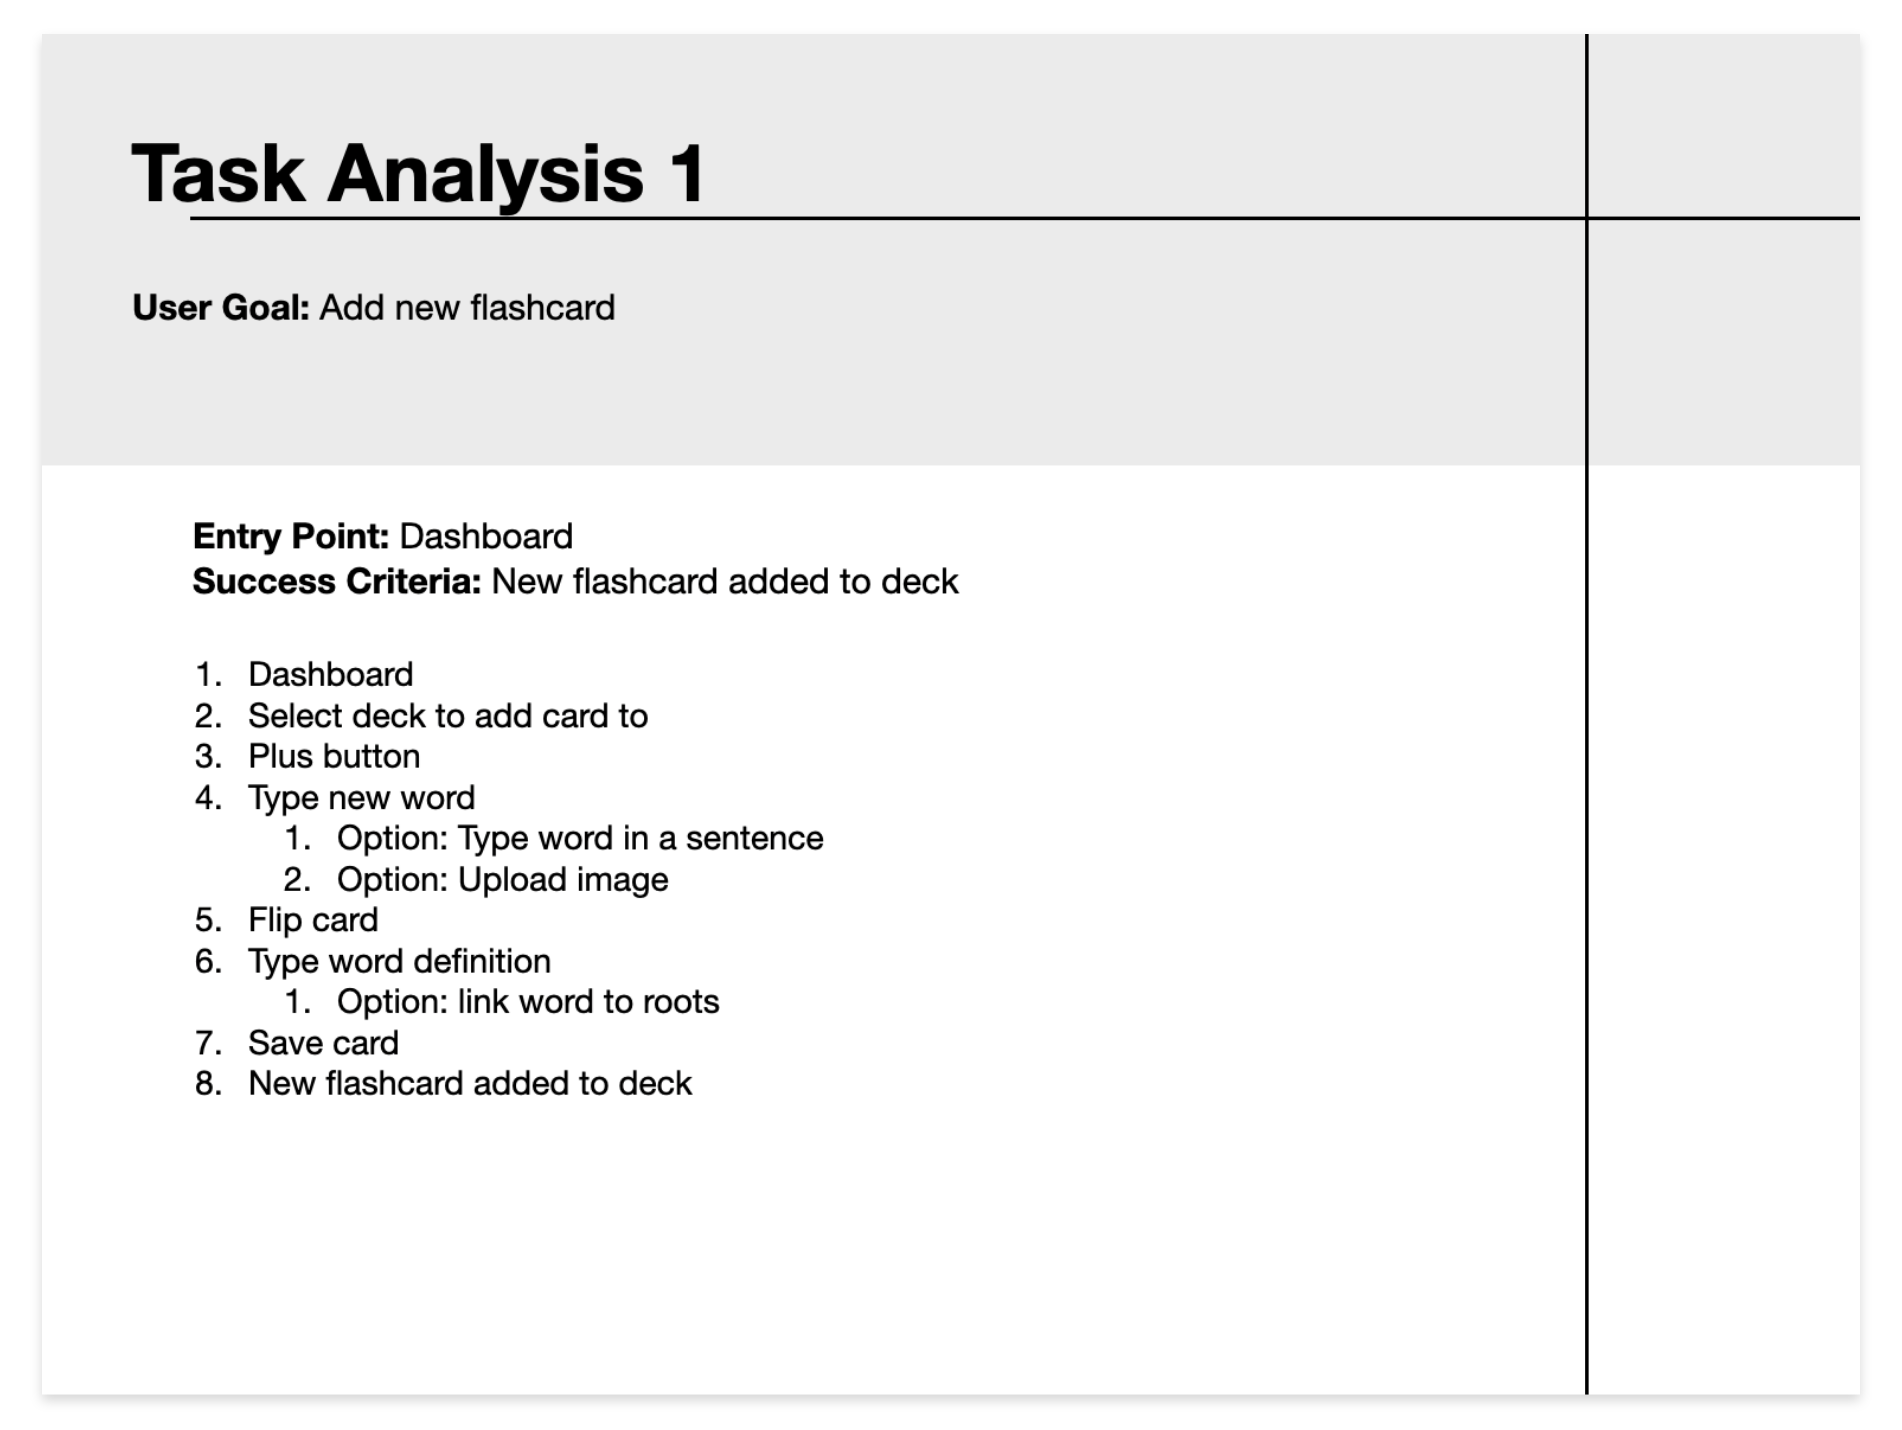 Task Analysis 1
User Goal: Add new flashcard
Entry Point: Dashboard
Success Criteria: New flashcard added to deck
1. Dashboard
2. Select deck to add card to
3. Plus button
4. Type new word
1. Option: Type word in a sentence
2. Option: Upload image
5. Flip card
6. Type word definition
1. Option: link word to roots
7. Save card
8. New flashcard added to deck